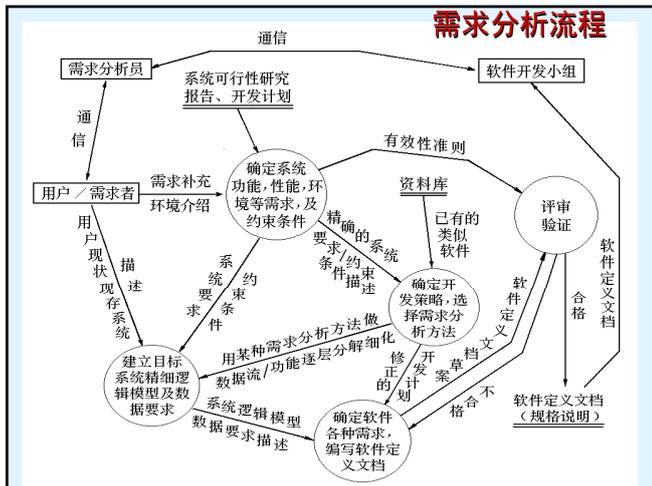 需求分析流程
通信
需求分析员
软件开发小组
系统可行性研究
报告、开发计划
通信
有效性准则
用户／需求者
需求补充
环境介绍
确定系统
功能,性能,环
境等需求,及
约束条件
资料库
评审
验证
已有的
类似
软件
精确的系统
要求/约束
条件描述
用户现状
现存系统
描述
系统要求
约束条件
确定开
发策略,选
择需求分
析方法
软件定义
文档草案
合格
软件定义文档
用某种需求分析方法做
数据流/功能逐层分解细化
建立目标
系统精细逻
辑模型及数
据要求
修正的
开发计划
不合格
软件定义文档
(规格说明)
系统逻辑模型
数据要求描述
确定软件
各种需求,
编写软件定
义文档